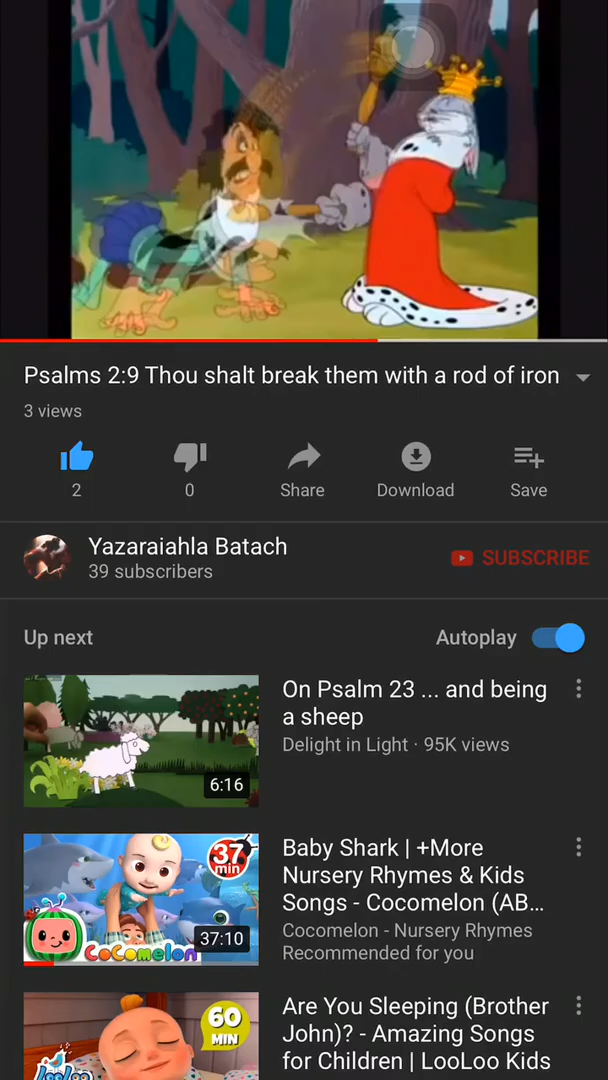 Psalms 2:9 Thou shalt break them with a rod of iron
3 views
2
0
Share
Download
Save
Yazaraiahla Batach
39 subscribers
SUBSCRIBE
Up next
Autoplay
6:16
On Psalm 23 ... and being
a sheep
Delight in Light · 95K views
37
min
CoComelon
37:10
Baby Shark | +More
Nursery Rhymes & Kids
Songs - Cocomelon (AB...
Cocomelon - Nursery Rhymes
Recommended for you
60
MIN
LooLoo
Are You Sleeping (Brother
John)? - Amazing Songs
for Children | LooLoo Kids